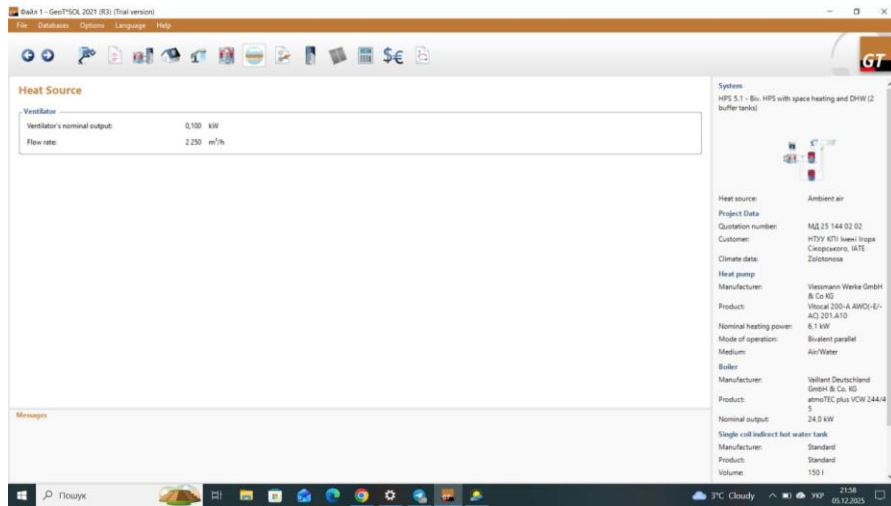 Файл 1 - GeoT*SOL 2021 (R3) (Trial version)
File Databases Options Language Help
$€
GT
Heat Source
Ventilator
Ventilator's nominal output: 0,100 kW
Flow rate: 2 250 m³/h
Messages
System
HPS 5.1 - Biv. HPS with space heating and DHW (2
buffer tanks)
Heat source: Ambient air
Project Data
Quotation number: МД 25 144 02 02
Customer: НТУУ КПІ імені Ігоря
Сікорського, ІАТЕ
Climate data: Zolotonosa
Heat pump
Manufacturer: Viessmann Werke GmbH
& Co KG
Product: Vitocal 200-A AWO(-E/-
AC) 201.A10
Nominal heating power: 6,1 kW
Mode of operation: Bivalent parallel
Medium: Air/Water
Boiler
Manufacturer: Vaillant Deutschland
GmbH & Co. KG
Product: atmoTEC plus VCW 244/4
5
Nominal output: 24,0 kW
Single coil indirect hot water tank
Manufacturer: Standard
Product: Standard
Volume: 150 l
Пошук
3°C Cloudy
УКР
21:58
05.12.2025